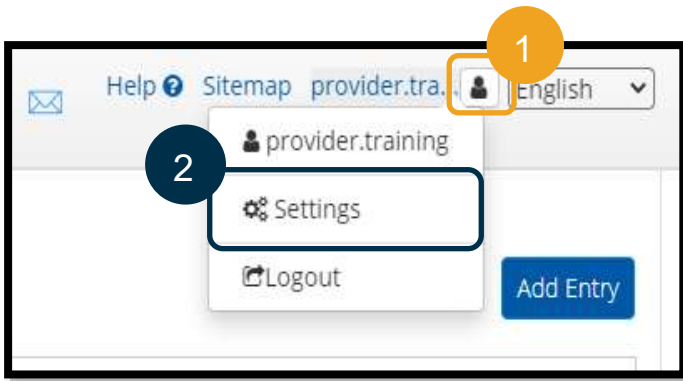 1
Help Sitemap provider.tra... English
provider.training
2
Settings
Logout
Add Entry